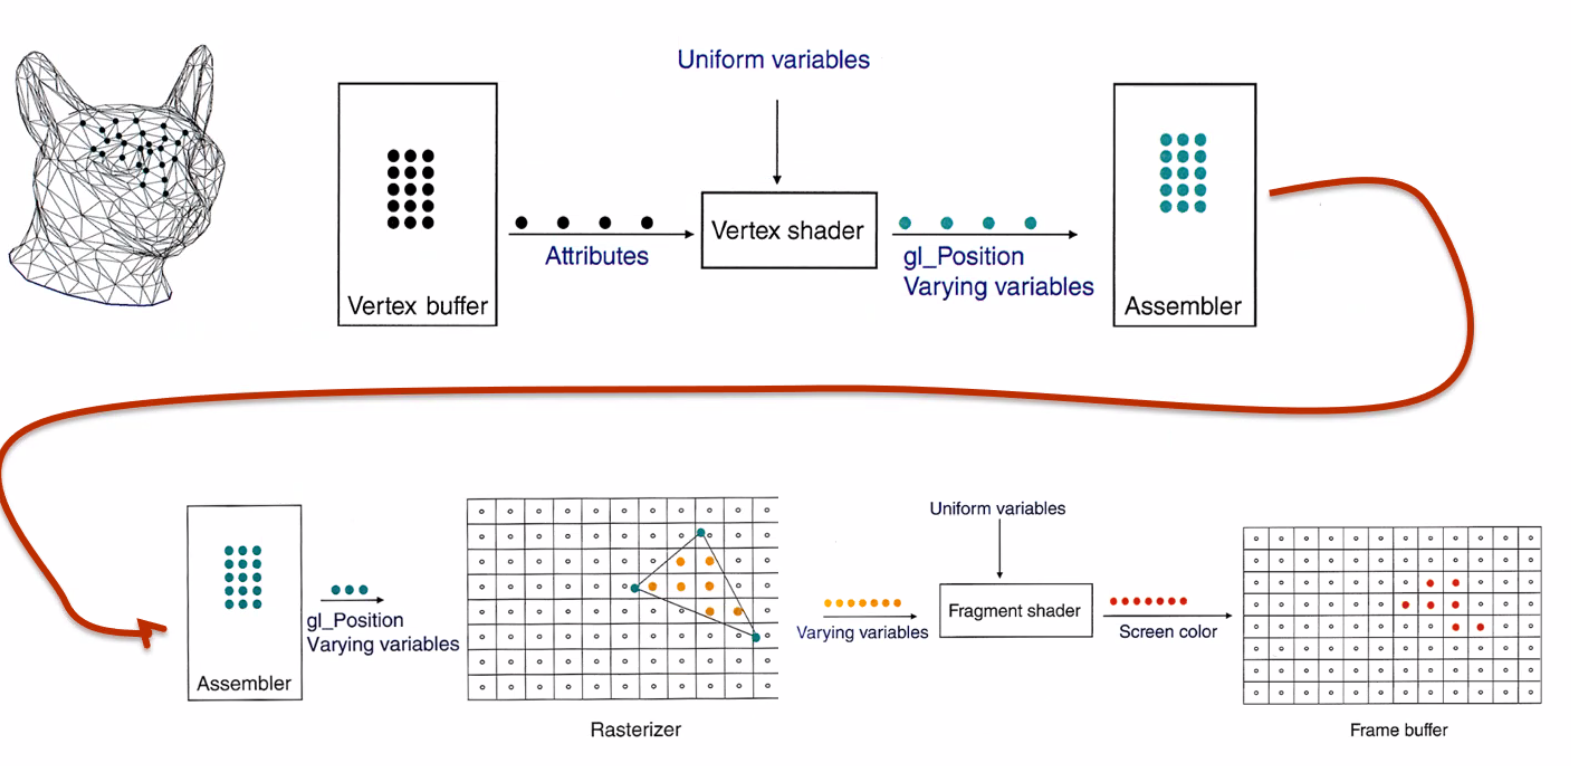 Uniform variables
Vertex shader
Attributes
gl_Position
Varying variables
Vertex buffer
Assembler
Uniform variables
Fragment shader
gl_Position
Varying variables
Varying variables
Screen color
Assembler
Rasterizer
Frame buffer